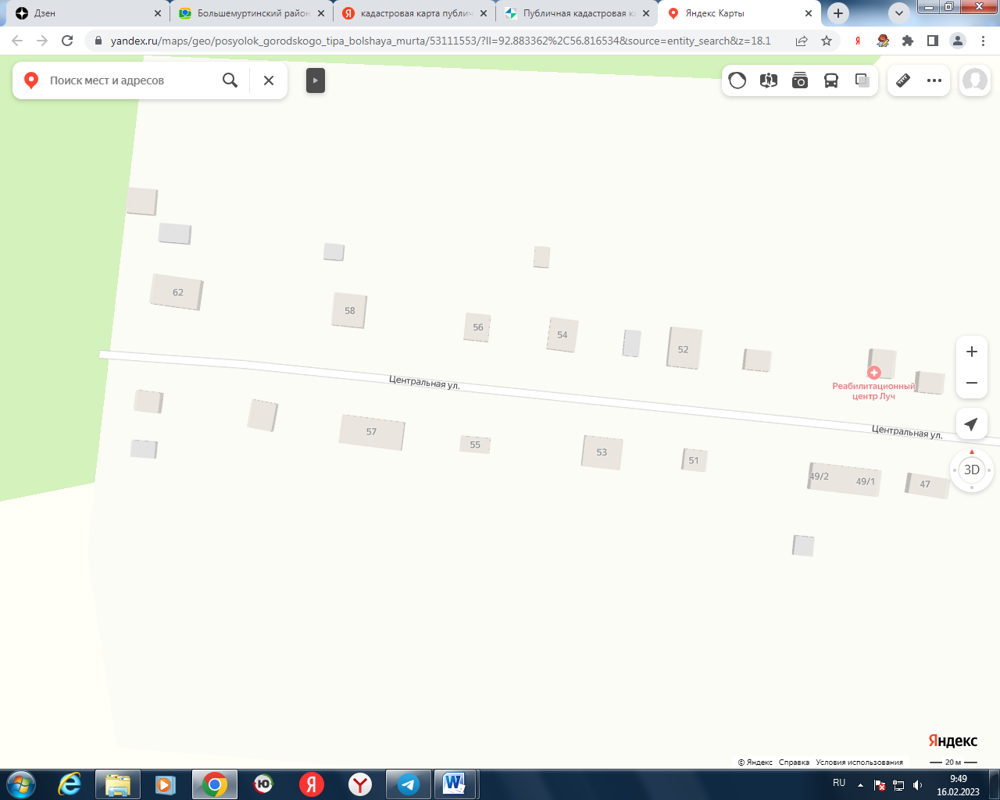 Дзен
Большемуртинский район
кадастровая карта публич
Публичная кадастровая ка
Яндекс Карты
yandex.ru/maps/geo/posyolok_gorodskogo_tipa_bolshaya_murta/53111553/?ll=92.883362%2C56.816534&source=entity_search&z=18.1
Поиск мест и адресов
62
58
56
54
52
Реабилитационный
центр Луч
Центральная ул.
Центральная ул.
57
55
53
51
49/2
49/1
47
3D
Яндекс
© Яндекс Справка Условия использования
20 м
RU
9:49
16.02.2023